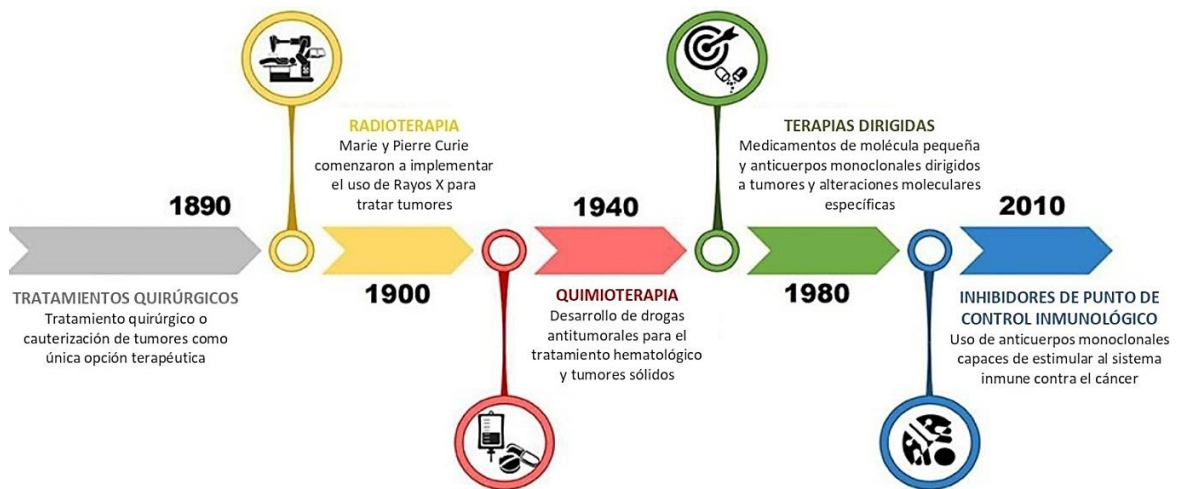 1890
TRATAMIENTOS QUIRÚRGICOS
Tratamiento quirúrgico o
cauterización de tumores como
única opción terapéutica
RADIOTERAPIA
Marie y Pierre Curie
comenzaron a implementar
el uso de Rayos X para
tratar tumores
1900
1940
QUIMIOTERAPIA
Desarrollo de drogas
antitumorales para el
tratamiento hematológico
y tumores sólidos
TERAPIAS DIRIGIDAS
Medicamentos de molécula pequeña
y anticuerpos monoclonales dirigidos
a tumores y alteraciones moleculares
específicas
1980
2010
INHIBIDORES DE PUNTO DE
CONTROL INMUNOLÓGICO
Uso de anticuerpos monoclonales
capaces de estimular al sistema
inmune contra el cáncer